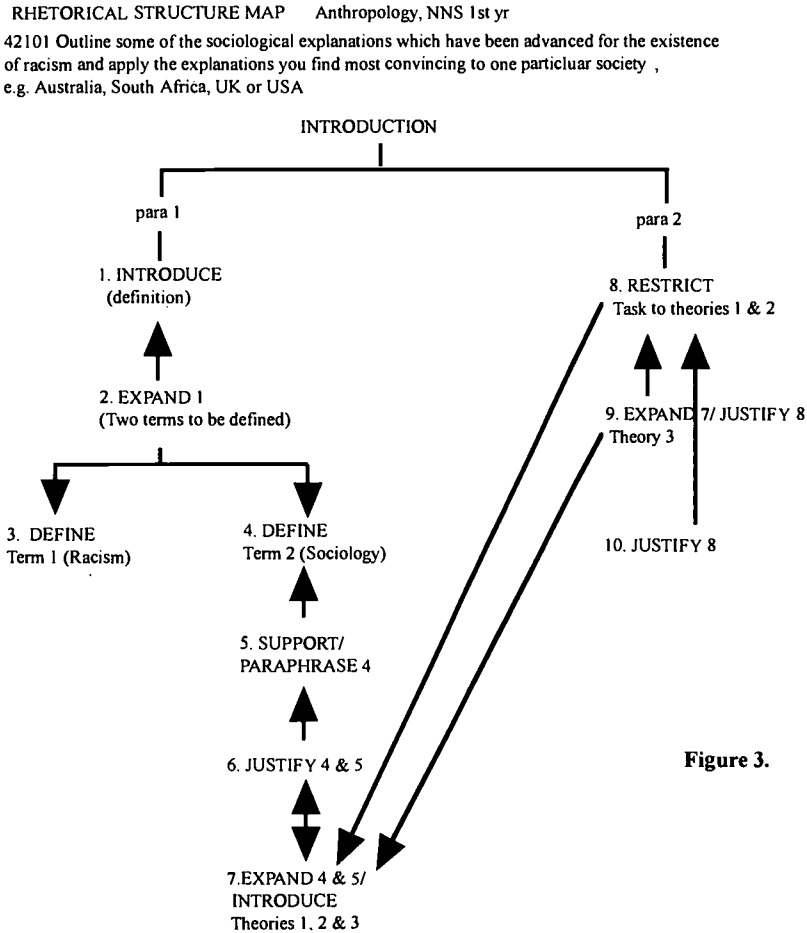 RHETORICAL STRUCTURE MAP Anthropology, NNS 1st yr
42101 Outline some of the sociological explanations which have been advanced for the existence
of racism and apply the explanations you find most convincing to one particluar society ,
e.g. Australia, South Africa, UK or USA
INTRODUCTION
para 1
1. INTRODUCE
(definition)
2. EXPAND 1
(Two terms to be defined)
3. DEFINE
Term 1 (Racism)
4. DEFINE
Term 2 (Sociology)
5. SUPPORT/
PARAPHRASE 4
6. JUSTIFY 4 & 5
7.EXPAND 4 & 5/
INTRODUCE
Theories 1, 2 & 3
para 2
8. RESTRICT
Task to theories 1 & 2
9. EXPAND 7/ JUSTIFY 8
Theory 3
10. JUSTIFY 8
Figure 3.